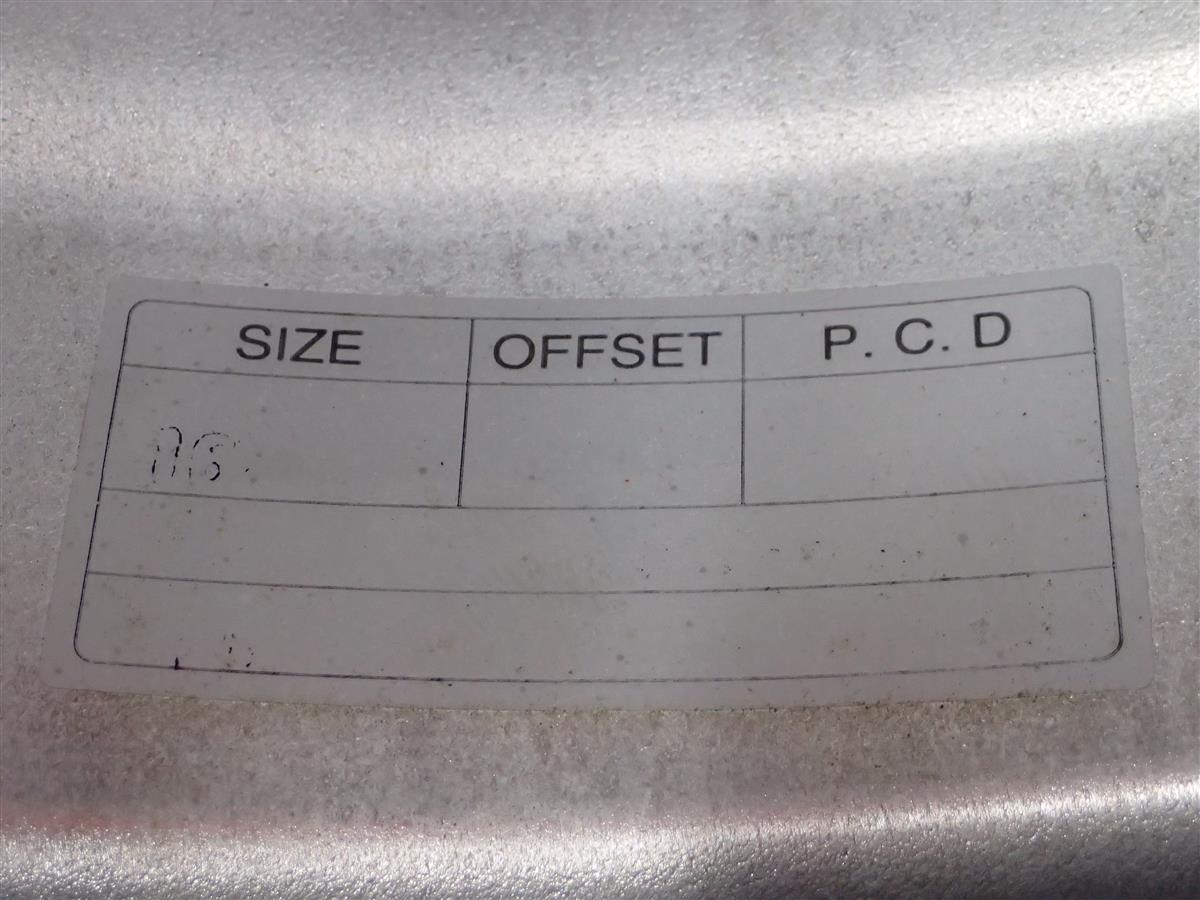 SIZE OFFSET P. C. D